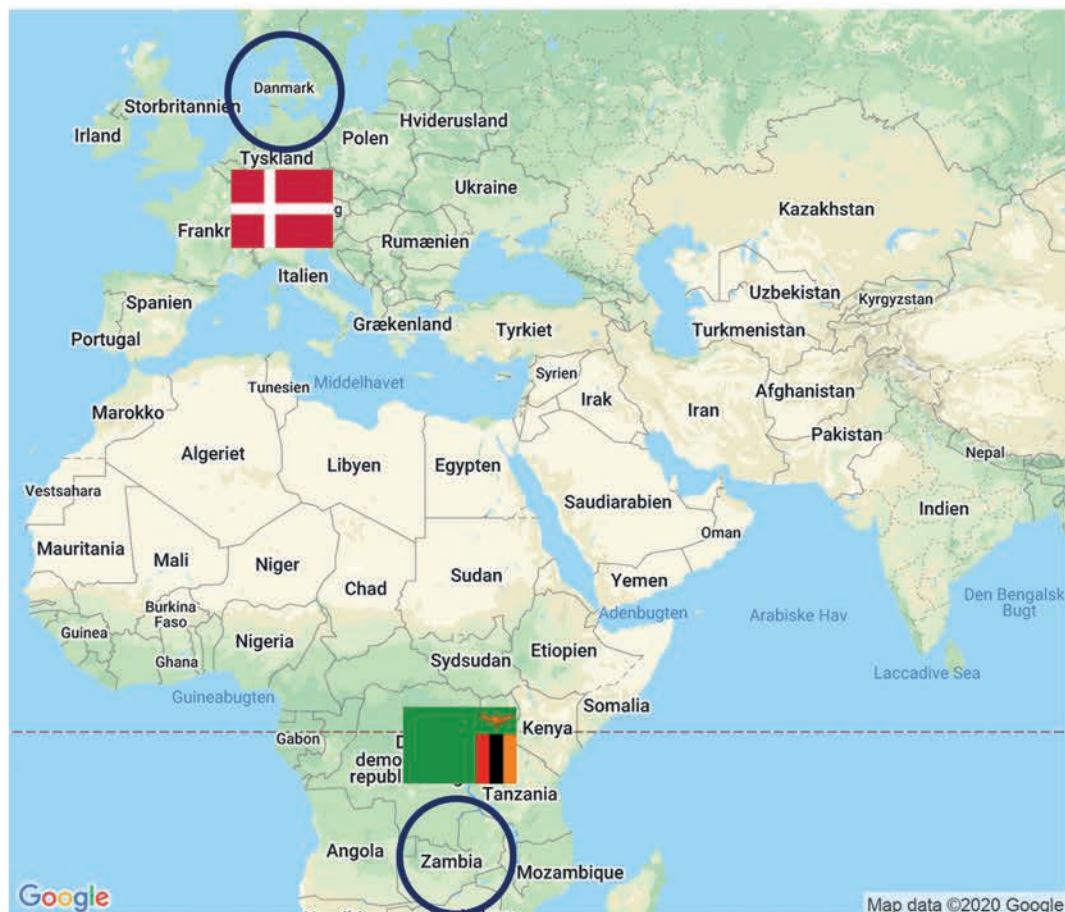 Danmark
Storbritannien
Hviderusland
Irland
Polen
Tyskland
Ukraine
Kazakhstan
g
Frankr
Rumænien
Italien
Uzbekistan
Kyrgyzstan
Spanien
Grækenland
Tyrkiet
Turkmenistan
Portugal
Syrien
Tunesien
Middelhavet
Afghanistan
Marokko
Irak
Iran
Pakistan
Algeriet
Libyen
Egypten
Nepal
Vestsahara
Saudiarabien
Indien
Oman
Mauritania
Mali
Niger
Chad
Sudan
Yemen
Den Bengalsk
Bugt
Burkina
Faso
Adenbugten
Arabiske Hav
Guinea
Nigeria
Etiopien
Ghana
Sydsudan
Laccadive Sea
Guineabugten
Somalia
Kenya
Gabon
D
demo
republ
Tanzania
Angola
Zambia
Mozambique
Google
Map data ©2020 Google